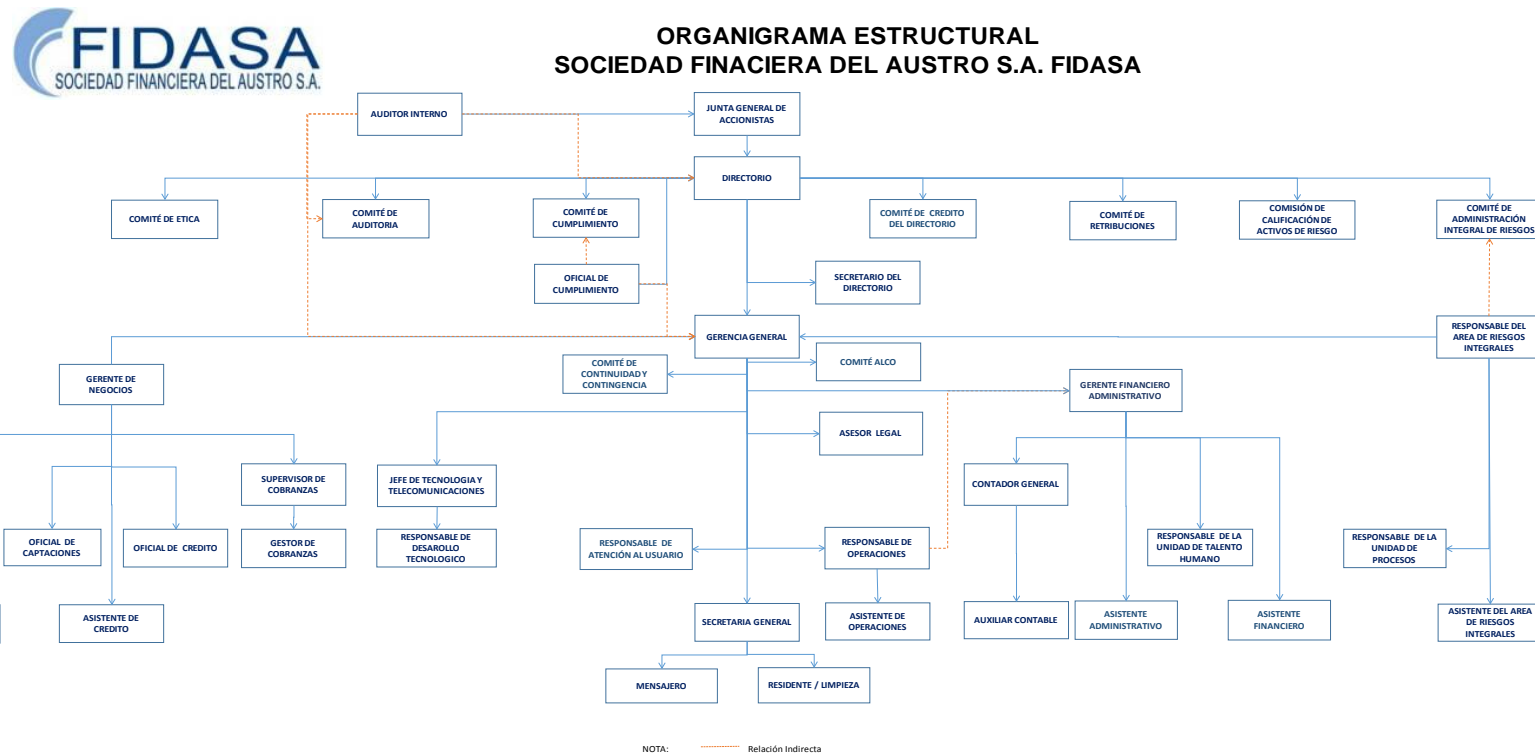 FIDASA
SOCIEDAD FINANCIERA DEL AUSTRO S.A.
ORGANIGRAMA ESTRUCTURAL
SOCIEDAD FINACIERA DEL AUSTRO S.A. FIDASA
AUDITOR INTERNO
JUNTA GENERAL DE
ACCIONISTAS
DIRECTORIO
COMITÉ DE ETICA
COMITÉ DE
AUDITORIA
COMITÉ DE
CUMPLIMIENTO
COMITÉ DE CREDITO
DEL DIRECTORIO
COMITÉ DE
RETRIBUCIONES
COMISIÓN DE
CALIFICACIÓN DE
ACTIVOS DE RIESGO
COMITÉ DE
ADMINISTRACIÓN
INTEGRAL DE RIESGOS
OFICIAL DE
CUMPLIMIENTO
SECRETARIO DEL
DIRECTORIO
GERENCIA GENERAL
RESPONSABLE DEL
AREA DE RIESGOS
INTEGRALES
COMITÉ DE
CONTINUIDAD Y
CONTINGENCIA
COMITÉ ALCO
GERENTE DE
NEGOCIOS
GERENTE FINANCIERO
ADMINISTRATIVO
ASESOR LEGAL
SUPERVISOR DE
COBRANZAS
JEFE DE TECNOLOGIA Y
TELECOMUNICACIONES
CONTADOR GENERAL
OFICIAL DE
CAPTACIONES
OFICIAL DE CREDITO
GESTOR DE
COBRANZAS
RESPONSABLE DE
DESAROLLO
TECNOLOGICO
RESPONSABLE DE
ATENCIÓN AL USUARIO
RESPONSABLE DE
OPERACIONES
RESPONSABLE DE LA
UNIDAD DE TALENTO
HUMANO
RESPONSABLE DE LA
UNIDAD DE
PROCESOS
ASISTENTE DE
CREDITO
SECRETARIA GENERAL
ASISTENTE DE
OPERACIONES
AUXILIAR CONTABLE
ASISTENTE
ADMINISTRATIVO
ASISTENTE
FINANCIERO
ASISTENTE DEL AREA
DE RIESGOS
INTEGRALES
MENSAJERO
RESIDENTE / LIMPIEZA
NOTA: Relación Indirecta